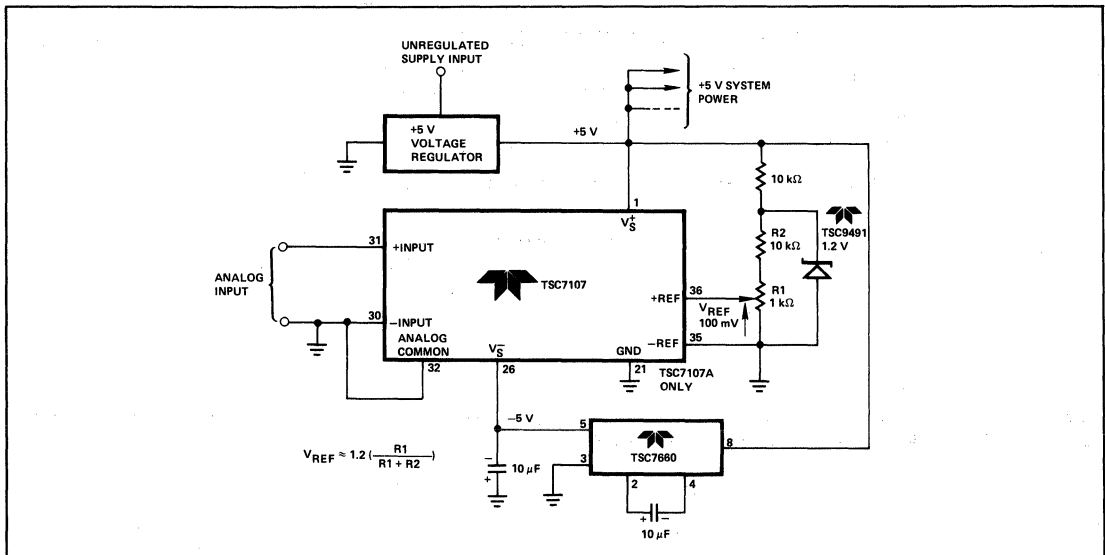 UNREGULATED
SUPPLY INPUT
+5 V SYSTEM
POWER
+5 V
VOLTAGE
REGULATOR
+5 V
10 kΩ
1
V+S
TSC9491
1.2 V
R2
10 kΩ
31
+INPUT
ANALOG
INPUT
TSC7107
36
+REF
R1
1 kΩ
VREF
100 mV
30
–INPUT
ANALOG
COMMON
V–S
GND
–REF
35
32
26
21
TSC7107A
ONLY
–5 V
5
8
TSC7660
3
VREF ≈ 1.2 (R1
R1 + R2)
–
10 µF
+
2
4
+
–
10 µF